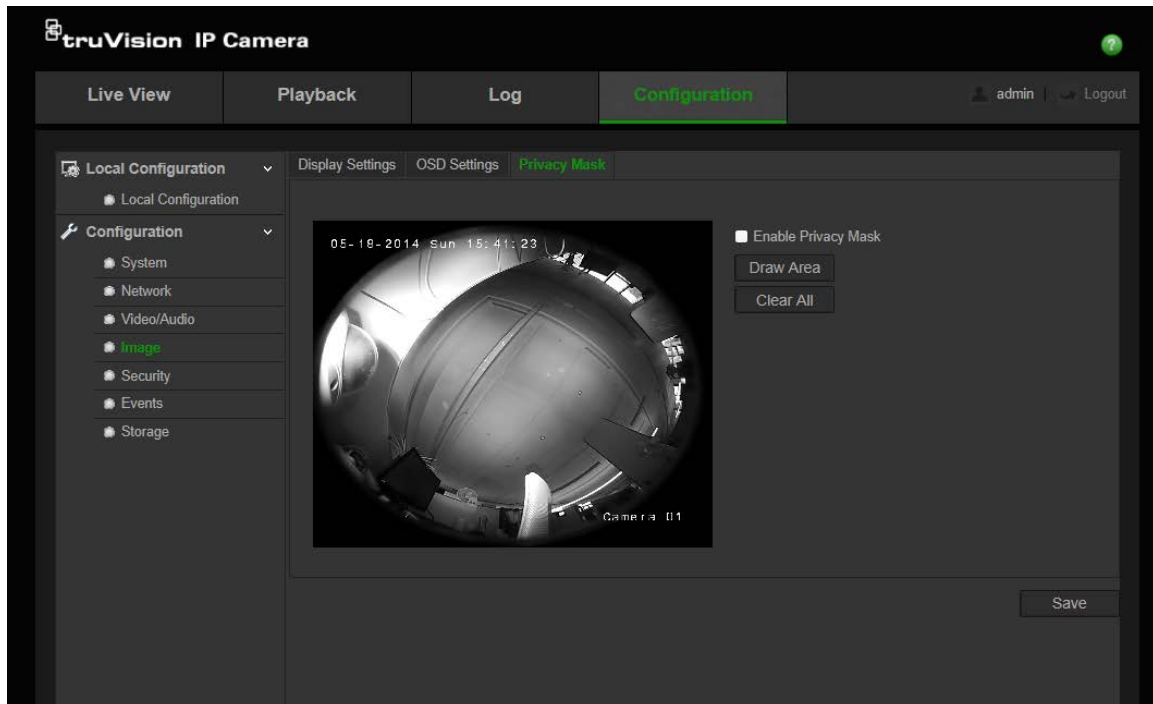 truVision IP Camera
?
Live View Playback Log Configuration admin | Logout
Local Configuration
Local Configuration
Configuration
System
Network
Video/Audio
Image
Security
Events
Storage
Display Settings OSD Settings Privacy Mask
05-18-2014 Sun 15:41:23
Camera 01
Enable Privacy Mask
Draw Area
Clear All
Save